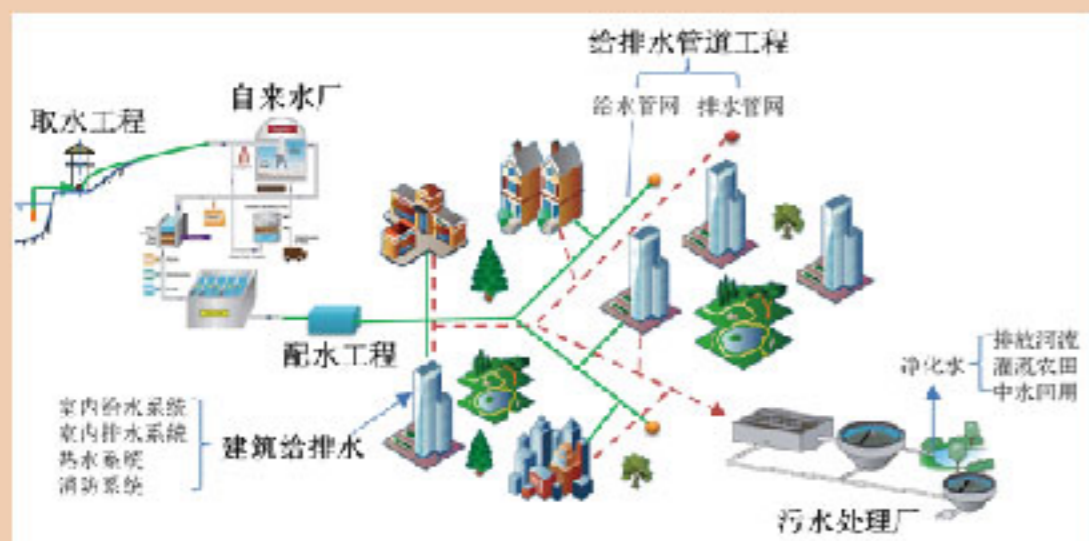 给排水管道工程
给水管网 排水管网
自来水厂
取水工程
配水工程
排放河流
净化水
灌溉农田
中水回用
室内给水系统
室内排水系统
热水系统
消防系统
建筑给排水
污水处理厂